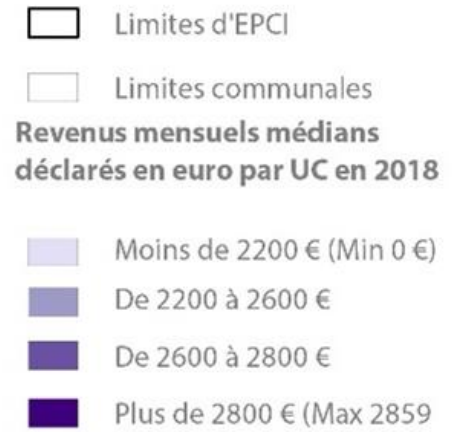 Limites d'EPCI
Limites communales
Revenus mensuels médians
déclarés en euro par UC en 2018
Moins de 2200 € (Min 0 €)
De 2200 à 2600 €
De 2600 à 2800 €
Plus de 2800 € (Max 2859